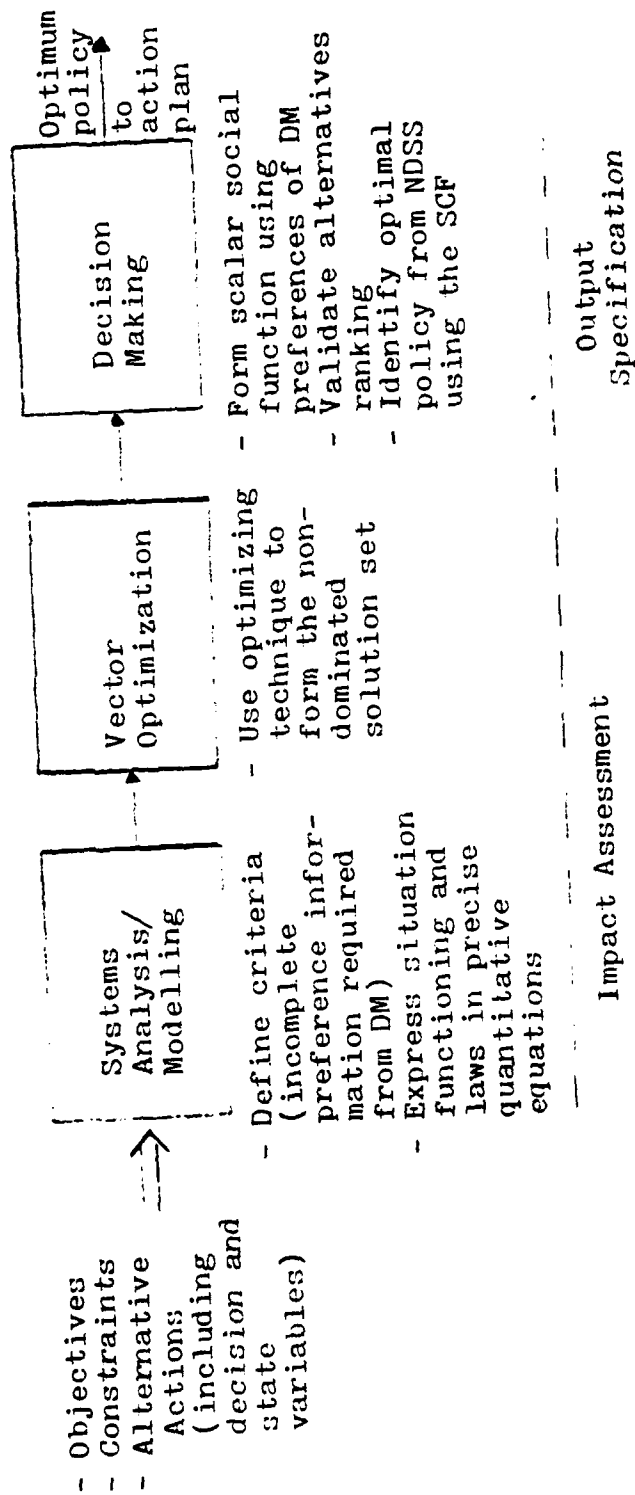 - Objectives
- Constraints
- Alternative
Actions
(including
decision and
state
variables)
Systems
Analysis/
Modelling
- Define criteria
(incomplete
preference infor-
mation required
from DM)
- Express situation
functioning and
laws in precise
quantitative
equations
Vector
Optimization
- Use optimizing
technique to
form the non-
dominated
solution set
Decision
Making
- Form scalar social
function using
preferences of DM
- Validate alternatives
ranking
- Identify optimal
policy from NDSS
using the SCF
Optimum
policy
to
action
plan
Impact Assessment
Output
Specification